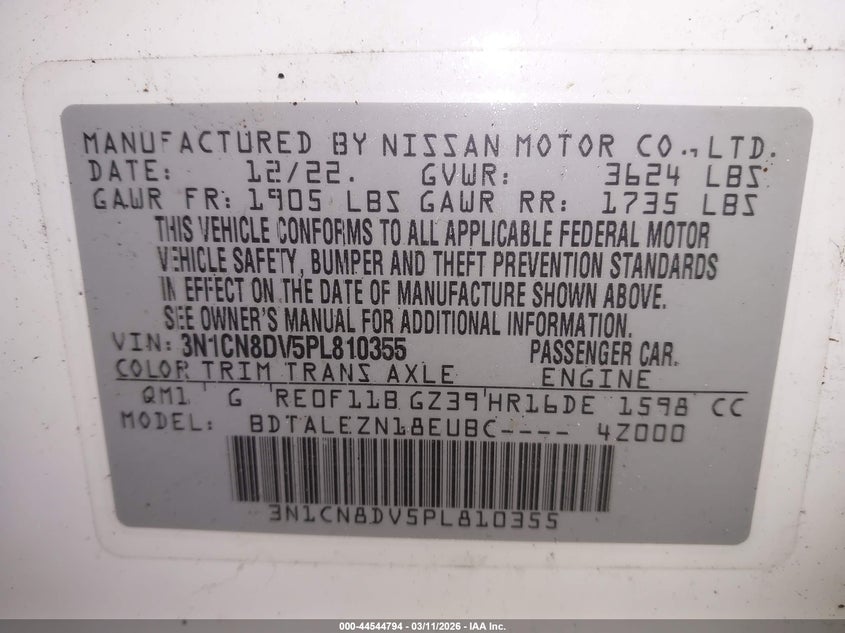 MANUFACTURED BY NISSAN MOTOR CO., LTD.
DATE: 12/22. GVWR: 3624 LBS
GAWR FR: 1905 LBS GAWR RR: 1735 LBS
THIS VEHICLE CONFORMS TO ALL APPLICABLE FEDERAL MOTOR
VEHICLE SAFETY, BUMPER AND THEFT PREVENTION STANDARDS
IN EFFECT ON THE DATE OF MANUFACTURE SHOWN ABOVE.
SEE OWNER'S MANUAL FOR ADDITIONAL INFORMATION.
VIN: 3N1CN8DV5PL810355 PASSENGER CAR.
COLOR TRIM TRANS AXLE ENGINE
QM1 G RE0F11B GZ39 HR16DE 1598 CC
MODEL: BDTALEZN18EUBC---- 4Z000
3N1CN8DV5PL810355
000-44544794 - 03/11/2026 - IAA Inc.